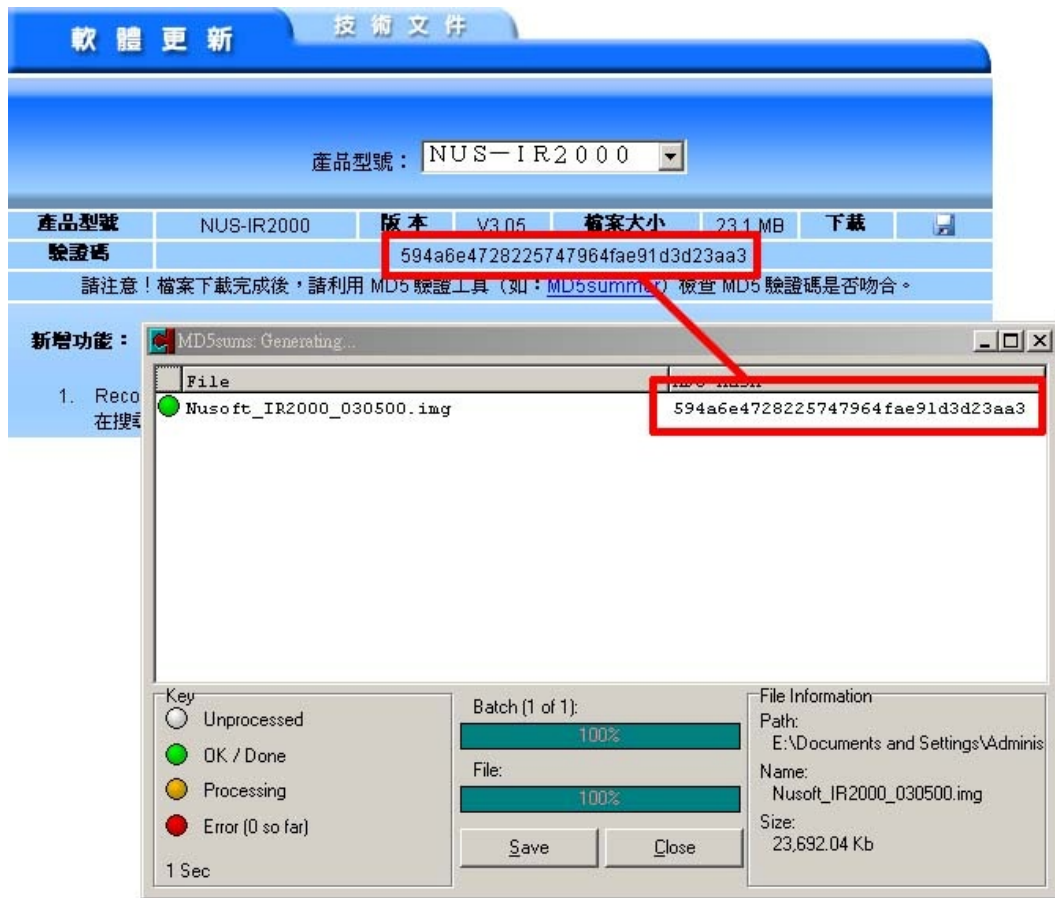 軟體更新
技術文件
產品型號： NUS－IR2000
產品型號 NUS-IR2000 版本 V3.05 檔案大小 23.1 MB 下載
驗證碼 594a6e4728225747964fae91d3d23aa3
請注意！檔案下載完成後，請利用 MD5 驗證工具（如：MD5summer）檢查 MD5 驗證碼是否吻合。
新增功能：
1. Reco
在搜
MD5sums: Generating...
File MD5 Hash
Nusoft_IR2000_030500.img 594a6e4728225747964fae91d3d23aa3
Key
Unprocessed
OK / Done
Processing
Error (0 so far)
1 Sec
Batch (1 of 1):
100%
File:
100%
Save Close
File Information
Path:
E:\Documents and Settings\Adminis
Name:
Nusoft_IR2000_030500.img
Size:
23,692.04 Kb